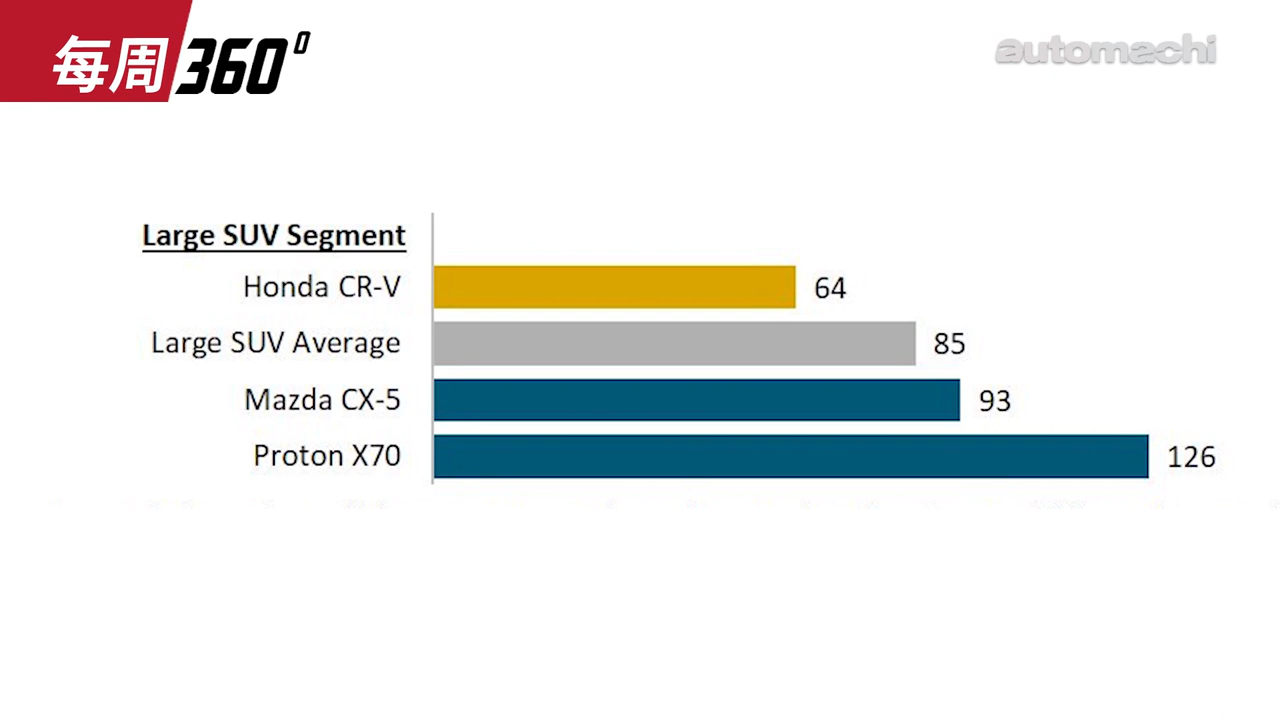 每周360°
automachi
Large SUV Segment
Honda CR-V 64
Large SUV Average 85
Mazda CX-5 93
Proton X70 126